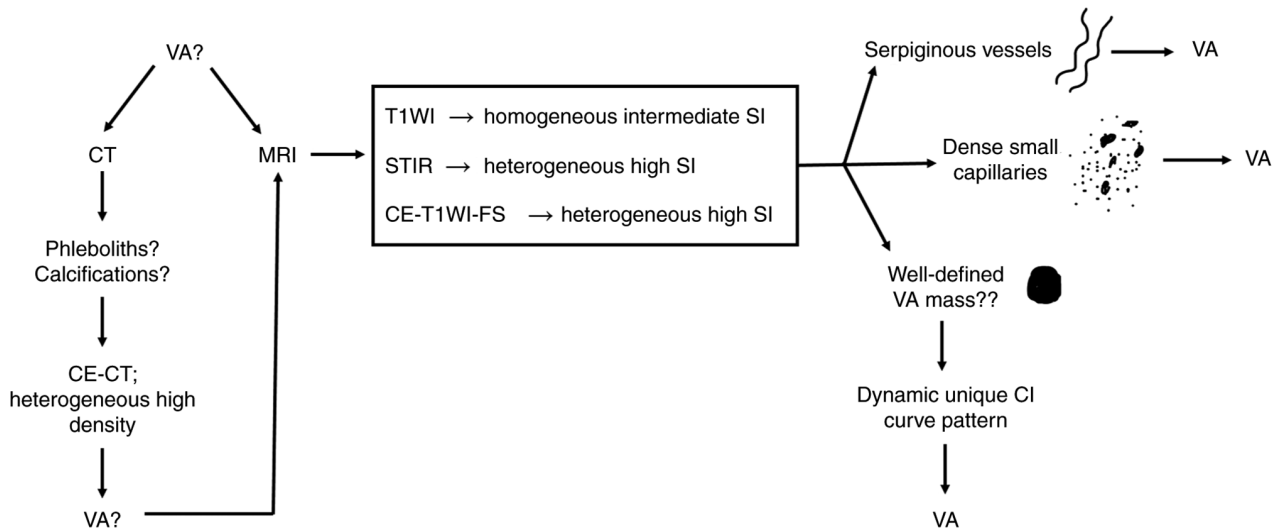 VA?
CT
MRI
Phleboliths?
Calcifications?
CE-CT;
heterogeneous high
density
VA?
T1WI → homogeneous intermediate SI
STIR → heterogeneous high SI
CE-T1WI-FS → heterogeneous high SI
Serpiginous vessels
VA
Dense small
capillaries
VA
Well-defined
VA mass??
Dynamic unique CI
curve pattern
VA